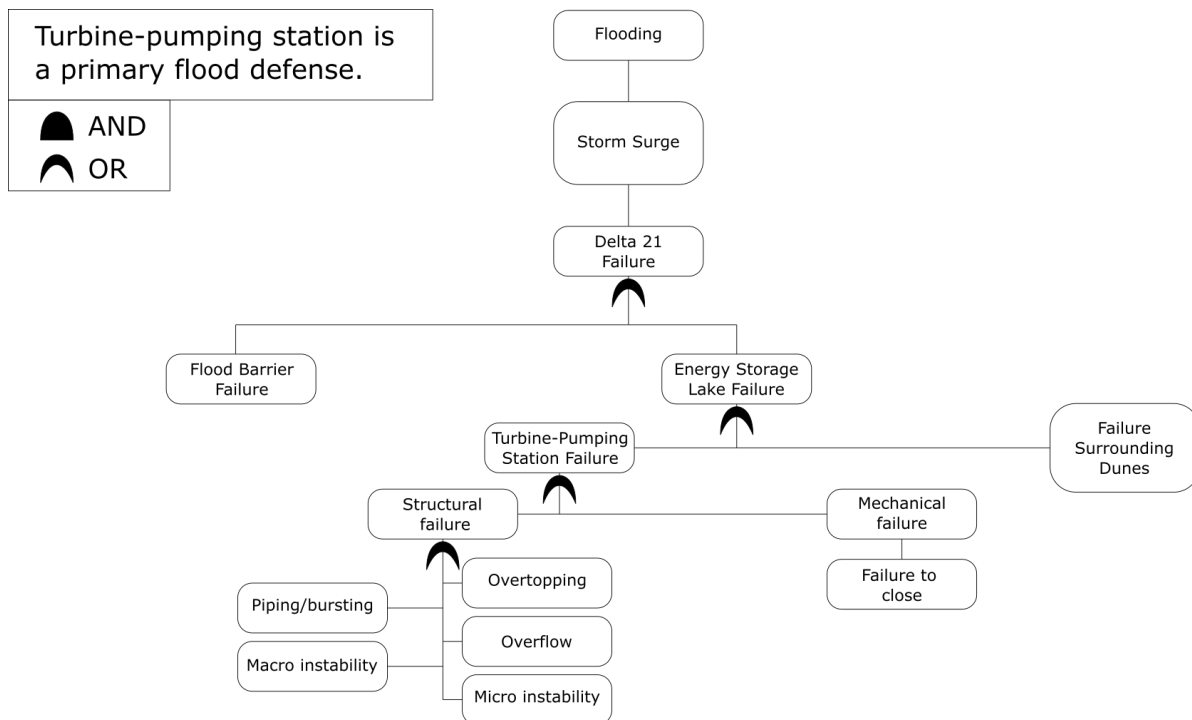 Turbine-pumping station is
a primary flood defense.
AND
OR
Flooding
Storm Surge
Delta 21
Failure
Flood Barrier
Failure
Energy Storage
Lake Failure
Turbine-Pumping
Station Failure
Failure
Surrounding
Dunes
Structural
failure
Mechanical
failure
Overtopping
Failure to
close
Piping/bursting
Overflow
Macro instability
Micro instability